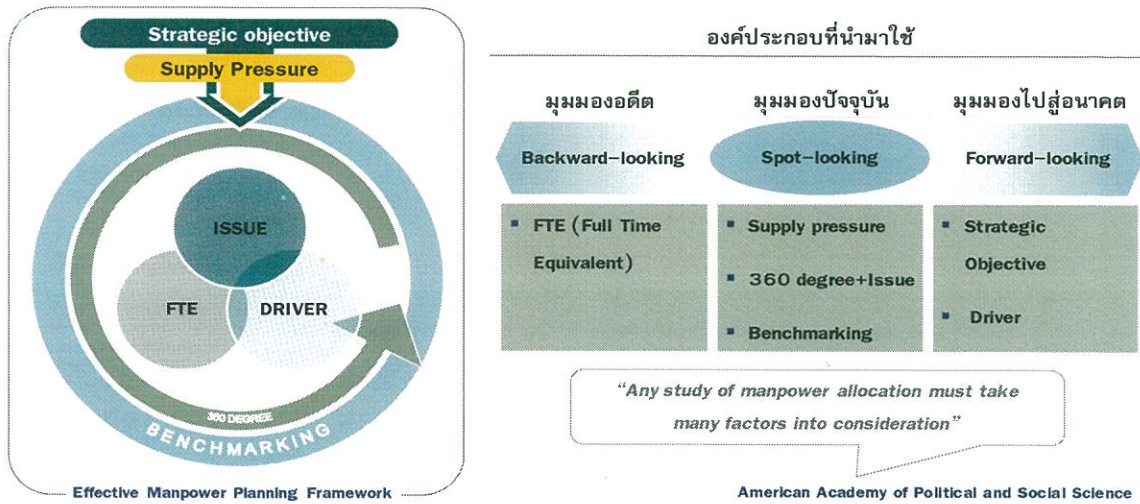 Strategic objective
Supply Pressure
ISSUE
FTE
DRIVER
360 DEGREE
BENCHMARKING
Effective Manpower Planning Framework
องค์ประกอบที่นำมาใช้
มุมมองอดีต
มุมมองปัจจุบัน
มุมมองไปสู่อนาคต
Backward-looking
Spot-looking
Forward-looking
▪ FTE (Full Time
Equivalent)
▪ Supply pressure
▪ 360 degree+Issue
▪ Benchmarking
▪ Strategic
Objective
▪ Driver
“Any study of manpower allocation must take
many factors into consideration”
American Academy of Political and Social Science